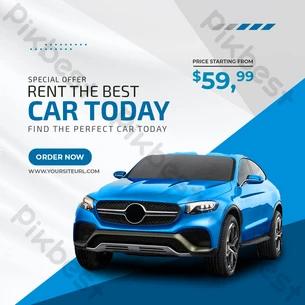 SPECIAL OFFER
RENT THE BEST
CAR TODAY
FIND THE PERFECT CAR TODAY
ORDER NOW
WWW.YOURSITEURL.COM
PRICE STARTING FROM
$59,99
Pikbest